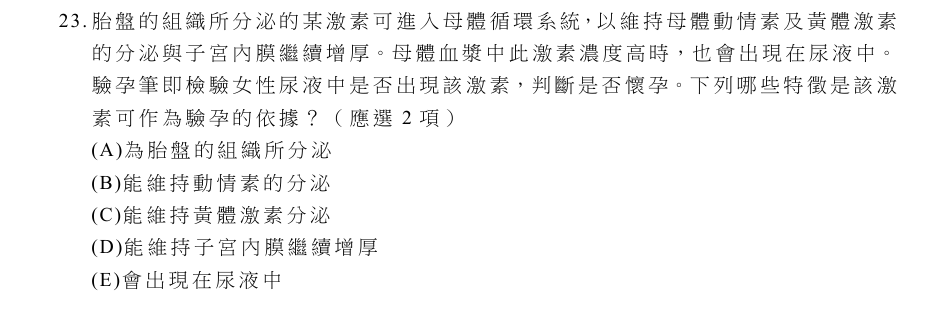 23.胎盤的組織所分泌的某激素可進入母體循環系統，以維持母體動情素及黃體激素
的分泌與子宮內膜繼續增厚。母體血漿中此激素濃度高時，也會出現在尿液中。
驗孕筆即檢驗女性尿液中是否出現該激素，判斷是否懷孕。下列哪些特徵是該激
素可作為驗孕的依據？（應選 2 項）
(A)為胎盤的組織所分泌
(B)能維持動情素的分泌
(C)能維持黃體激素分泌
(D)能維持子宮內膜繼續增厚
(E)會出現在尿液中